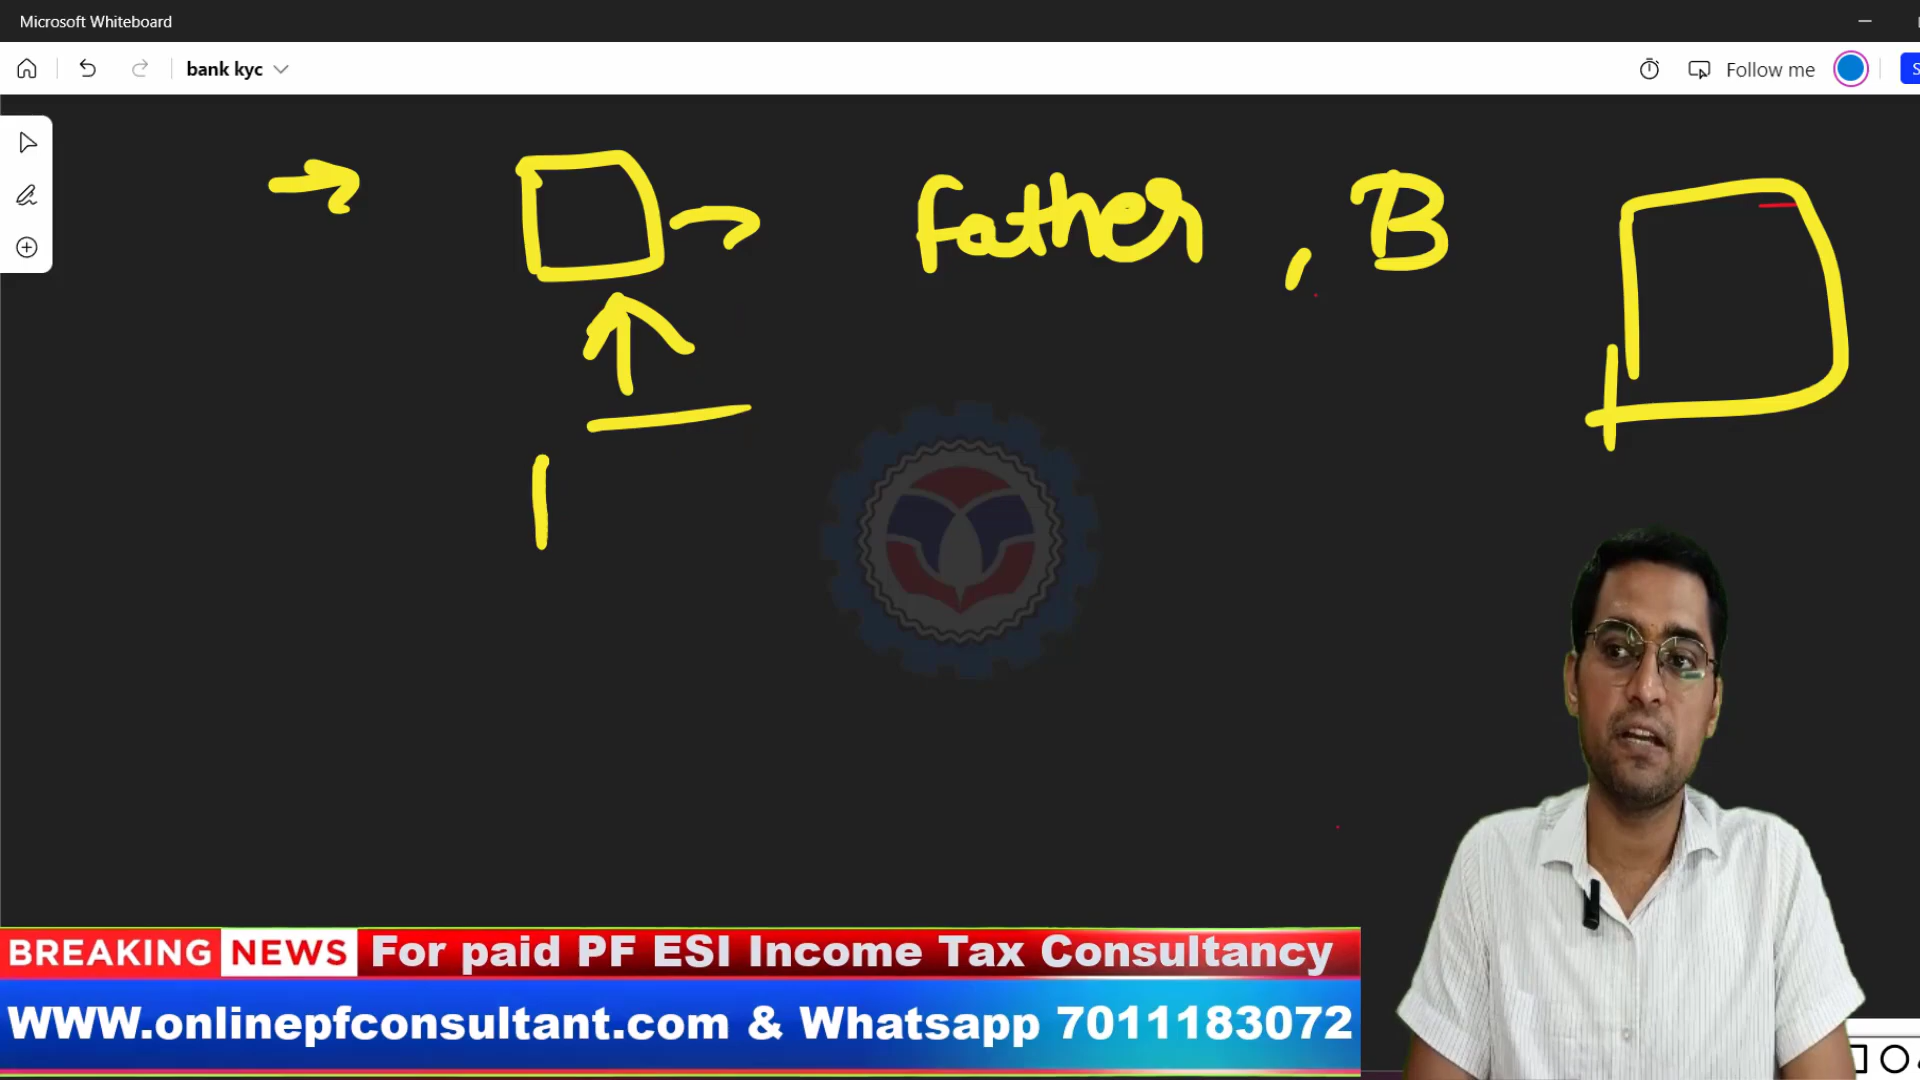 Microsoft Whiteboard
bank kyc
Follow me
S
Father, B
BREAKING NEWS For paid PF ESI Income Tax Consultancy
WWW.onlinepfconsultant.com & Whatsapp 7011183072